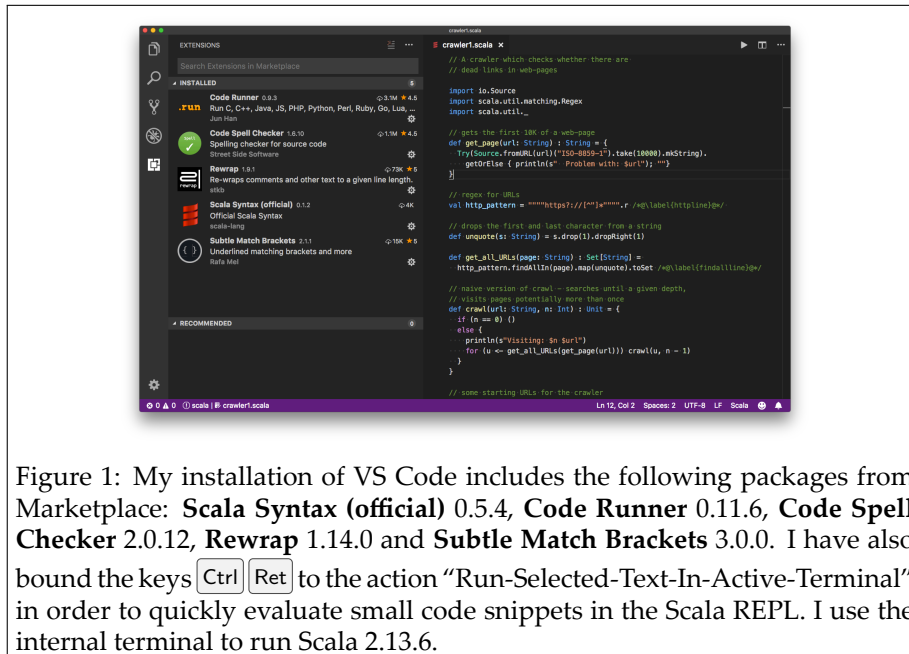 crawler1.scala
EXTENSIONS
Search Extensions in Marketplace
INSTALLED 5
.run
Code Runner 0.9.3 3.1M ★4.5
Run C, C++, Java, JS, PHP, Python, Perl, Ruby, Go, Lua, ...
Jun Han
Code Spell Checker 1.6.10 1.1M ★4.5
Spelling checker for source code
Street Side Software
rewrap
Rewrap 1.9.1 73K ★5
Re-wraps comments and other text to a given line length.
stkb
Scala Syntax (official) 0.1.2 4K
Official Scala Syntax
scala-lang
Subtle Match Brackets 2.1.1 16K ★5
Underlined matching brackets and more
Rafa Mel
RECOMMENDED 0
crawler1.scala ×
// A crawler which checks whether there are
// dead links in web-pages
import io.Source
import scala.util.matching.Regex
import scala.util._
// gets the first 10K of a web-page
def get_page(url: String) : String = {
Try(Source.fromURL(url)("ISO-8859-1").take(10000).mkString).
getOrElse { println(s" Problem with: $url"); ""}
}
// regex for URLs
val http_pattern = """"https?://[^"]*"""".r /*@\label{httpline}@*/
// drops the first and last character from a string
def unquote(s: String) = s.drop(1).dropRight(1)
def get_all_URLs(page: String) : Set[String] =
http_pattern.findAllIn(page).map(unquote).toSet /*@\label{findallline}@*/
// naive version of crawl - searches until a given depth,
// visits pages potentially more than once
def crawl(url: String, n: Int) : Unit = {
if (n == 0) ()
else {
println(s"Visiting: $n $url")
for (u <- get_all_URLs(get_page(url))) crawl(u, n - 1)
}
}
// some starting URLs for the crawler
0 0 scala | crawler1.scala Ln 12, Col 2 Spaces: 2 UTF-8 LF Scala
Figure 1: My installation of VS Code includes the following packages from
Marketplace: Scala Syntax (official) 0.5.4, Code Runner 0.11.6, Code Spell
Checker 2.0.12, Rewrap 1.14.0 and Subtle Match Brackets 3.0.0. I have also
bound the keys Ctrl Ret to the action “Run-Selected-Text-In-Active-Terminal”
in order to quickly evaluate small code snippets in the Scala REPL. I use the
internal terminal to run Scala 2.13.6.